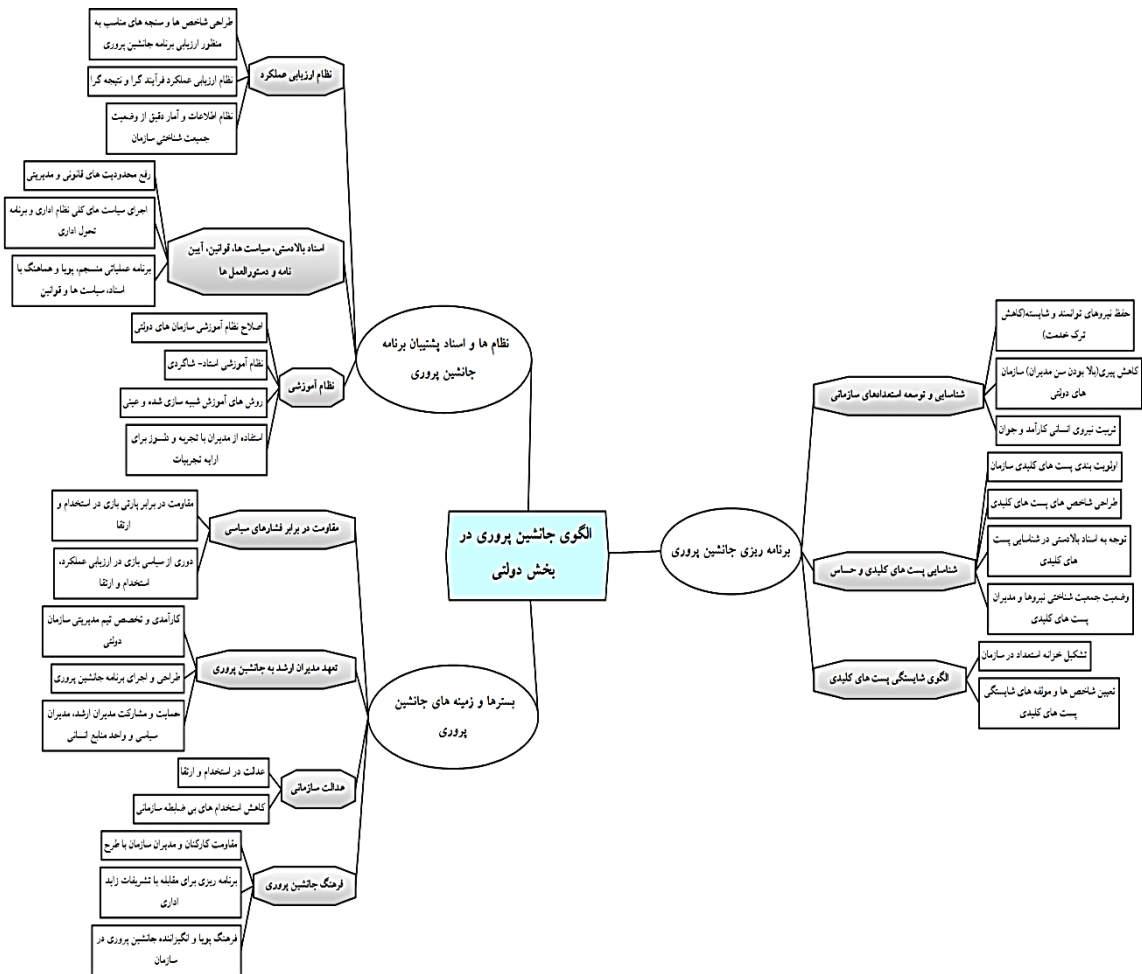 الگوی جانشین پروری در
بخش دولتی
برنامه ریزی جانشین پروری
شناسایی و توسعه استعدادهای سازمانی
حفظ نیروهای توانمند و شایسته(کاهش
ترک خدمت)
کاهش پیری(بالا بودن سن مدیران) سازمان
های دولتی
تربیت نیروی انسانی کارآمد و جوان
شناسایی پست های کلیدی و حساس
اولویت بندی پست های کلیدی سازمان
طراحی شاخص های پست های کلیدی
توجه به اسناد بالادستی در شناسایی پست
های کلیدی
وضعیت جمعیت شناختی نیروها و مدیران
پست های کلیدی
الگوی شایستگی پست های کلیدی
تشکیل خزانه استعداد در سازمان
تعیین شاخص ها و مولفه های شایستگی
پست های کلیدی
نظام ها و اسناد پشتیبان برنامه
جانشین پروری
نظام ارزیابی عملکرد
طراحی شاخص ها و سنجه های مناسب به
منظور ارزیابی برنامه جانشین پروری
نظام ارزیابی عملکرد فرآیند گرا و نتیجه گرا
نظام اطلاعات و آمار دقیق از وضعیت
جمیعت شناختی سازمان
اسناد بالادستی، سیاست ها، قوانین، آیین
نامه و دستورالعمل ها
رفع محدودیت های قانونی و مدیریتی
اجرای سیاست های کلی نظام اداری و برنامه
تحول اداری
برنامه عملیاتی منسجم، پویا و هماهنگ با
اسناد، سیاست ها و قوانین
نظام آموزشی
اصلاح نظام آموزشی سازمان های دولتی
نظام آموزشی استاد- شاگردی
روش های آموزش شبیه سازی شده و عینی
استفاده از مدیران با تجربه و دلسوز برای
ارایه تجربیات
بسترها و زمینه های جانشین
پروری
مقاومت در برابر فشارهای سیاسی
مقاومت در برابر پارتی بازی در استخدام و
ارتقا
دوری از سیاسی بازی در ارزیابی عملکرد،
استخدام و ارتقا
تعهد مدیران ارشد به جانشین پروری
کارآمدی و تخصص تیم مدیریتی سازمان
دولتی
طراحی و اجرای برنامه جانشین پروری
حمایت و مشارکت مدیران ارشد، مدیران
سیاسی و واحد منابع انسانی
عدالت سازمانی
عدالت در استخدام و ارتقا
کاهش استخدام های بی ضابطه سازمانی
فرهنگ جانشین پروری
مقاومت کارکنان و مدیران سازمان با طرح
برنامه ریزی برای مقابله با تشریفات زاید
اداری
فرهنگ پویا و انگیزاننده جانشین پروری در
سازمان